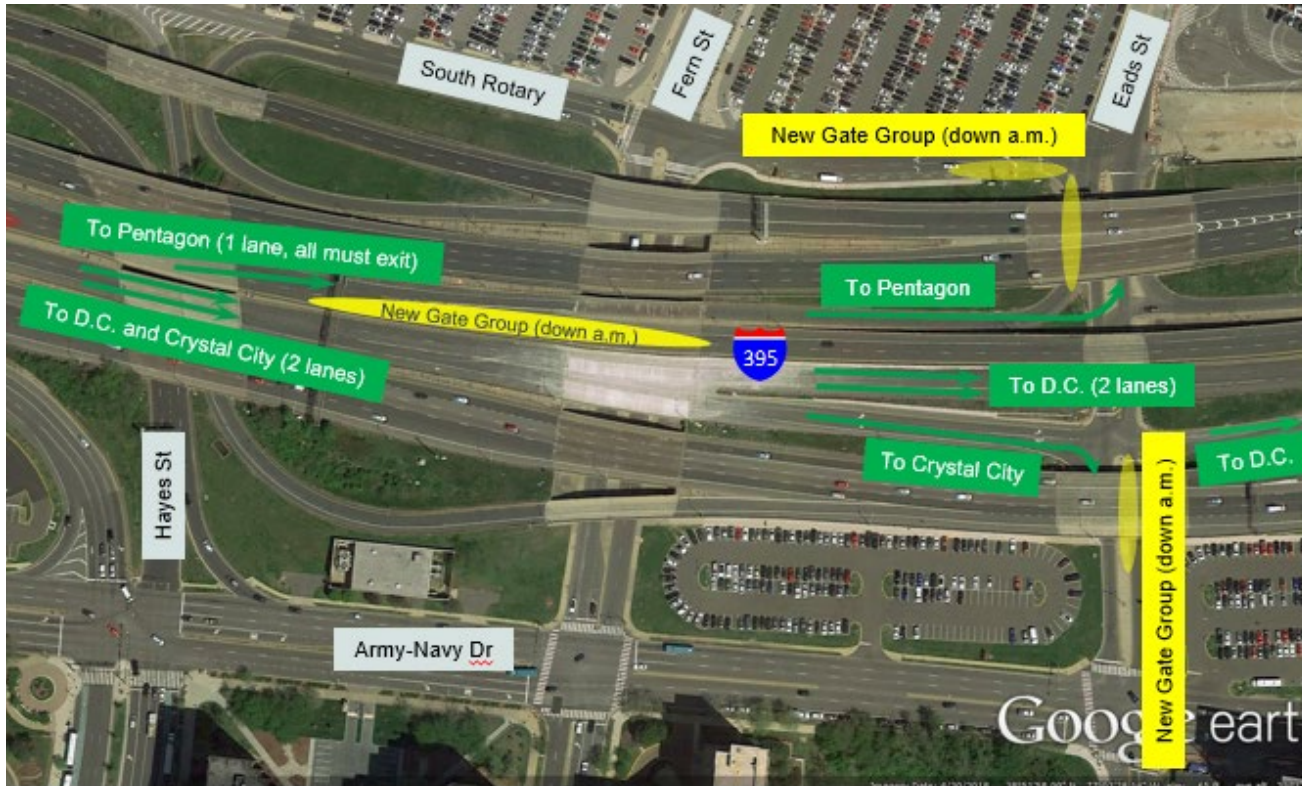 South Rotary
Fern St
Eads St
New Gate Group (down a.m.)
To Pentagon (1 lane, all must exit)
To Pentagon
New Gate Group (down a.m.)
395
To D.C. and Crystal City (2 lanes)
To D.C. (2 lanes)
To Crystal City
To D.C.
Hayes St
New Gate Group (down a.m.)
Army-Navy Dr
Google eart